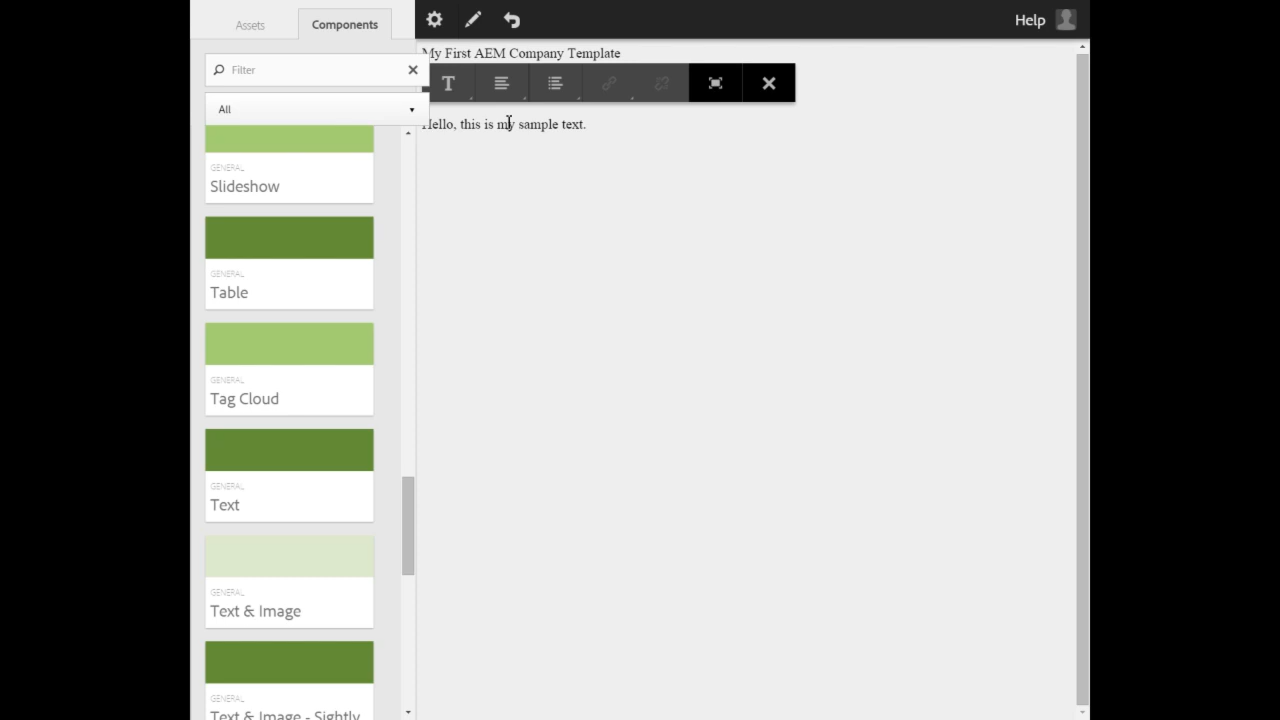 Assets
Components
Help
My First AEM Company Template
Filter
All
Hello, this is my sample text.
GENERAL
Slideshow
GENERAL
Table
GENERAL
Tag Cloud
GENERAL
Text
GENERAL
Text & Image
GENERAL
Text & Image - Sightly